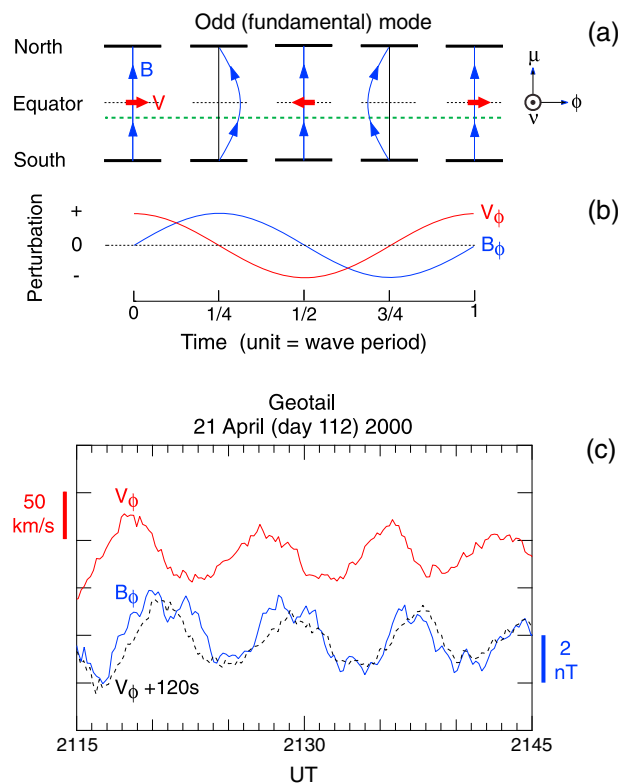 Odd (fundamental) mode
(a)
North
B
μ
Equator
V
ν
ϕ
South
(b)
Perturbation
+
0
-
Vϕ
Bϕ
0
1/4
1/2
3/4
1
Time (unit = wave period)
Geotail
21 April (day 112) 2000
(c)
50
km/s
Vϕ
Bϕ
2
nT
Vϕ +120s
2115
2130
2145
UT